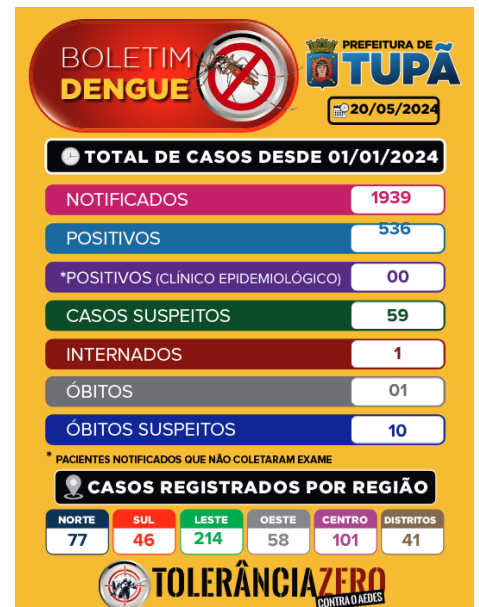 BOLETIM
DENGUE
PREFEITURA DE
TUPÃ
20/05/2024
TOTAL DE CASOS DESDE 01/01/2024
NOTIFICADOS 1939
POSITIVOS 536
*POSITIVOS (CLÍNICO EPIDEMIOLÓGICO) 00
CASOS SUSPEITOS 59
INTERNADOS 1
ÓBITOS 01
ÓBITOS SUSPEITOS 10
* PACIENTES NOTIFICADOS QUE NÃO COLETARAM EXAME
CASOS REGISTRADOS POR REGIÃO
NORTE SUL LESTE OESTE CENTRO DISTRITOS
77 46 214 58 101 41
TOLERÂNCIAZERO
CONTRA O AEDES